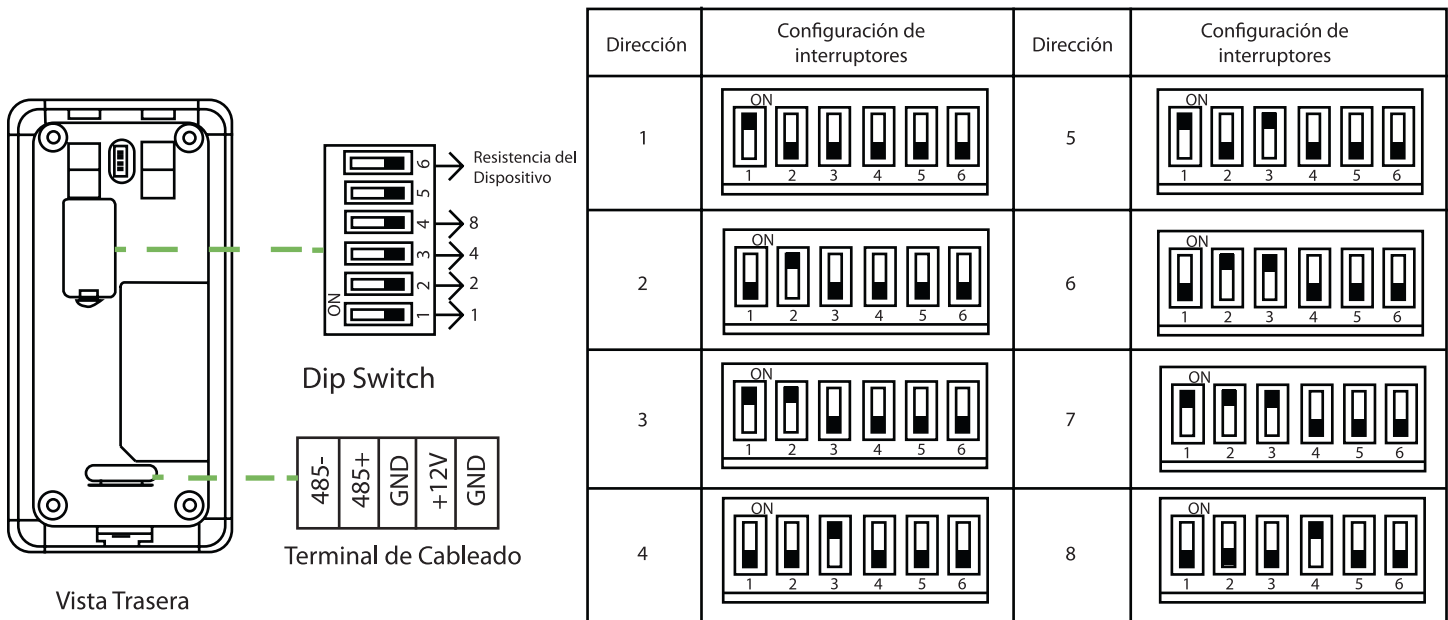 Resistencia del
Dispositivo
6
5
4
8
3
4
2
2
1
1
ON
Dip Switch
485-
485+
GND
+12V
GND
Terminal de Cableado
Vista Trasera
Dirección
Configuración de
interruptores
Dirección
Configuración de
interruptores
1
ON
1 2 3 4 5 6
5
ON
1 2 3 4 5 6
2
ON
1 2 3 4 5 6
6
ON
1 2 3 4 5 6
3
ON
1 2 3 4 5 6
7
ON
1 2 3 4 5 6
4
ON
1 2 3 4 5 6
8
ON
1 2 3 4 5 6